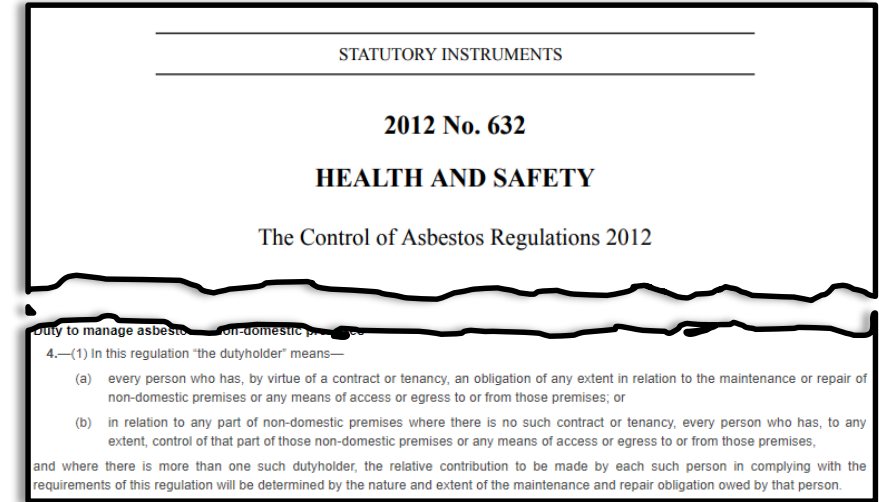 STATUTORY INSTRUMENTS
2012 No. 632
HEALTH AND SAFETY
The Control of Asbestos Regulations 2012
Duty to manage
4.—(1) In this regulation “the dutyholder” means—
(a) every person who has, by virtue of a contract or tenancy, an obligation of any extent in relation to the maintenance or repair of
non-domestic premises or any means of access or egress to or from those premises; or
(b) in relation to any part of non-domestic premises where there is no such contract or tenancy, every person who has, to any
extent, control of that part of those non-domestic premises or any means of access or egress to or from those premises,
and where there is more than one such dutyholder, the relative contribution to be made by each such person in complying with the
requirements of this regulation will be determined by the nature and extent of the maintenance and repair obligation owed by that person.